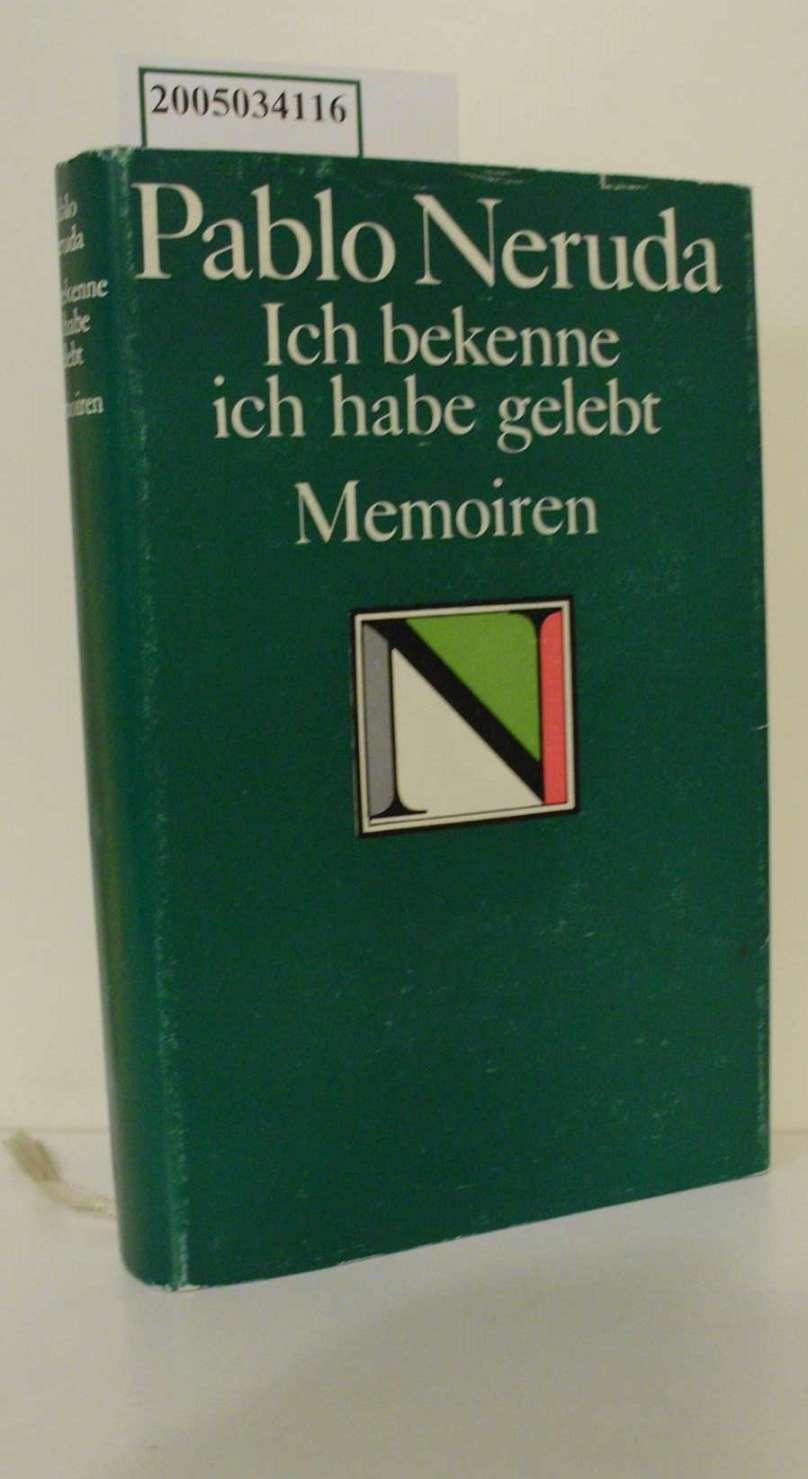 2005034116
Pablo Neruda
Ich bekenne
ich habe gelebt
Memoiren
N